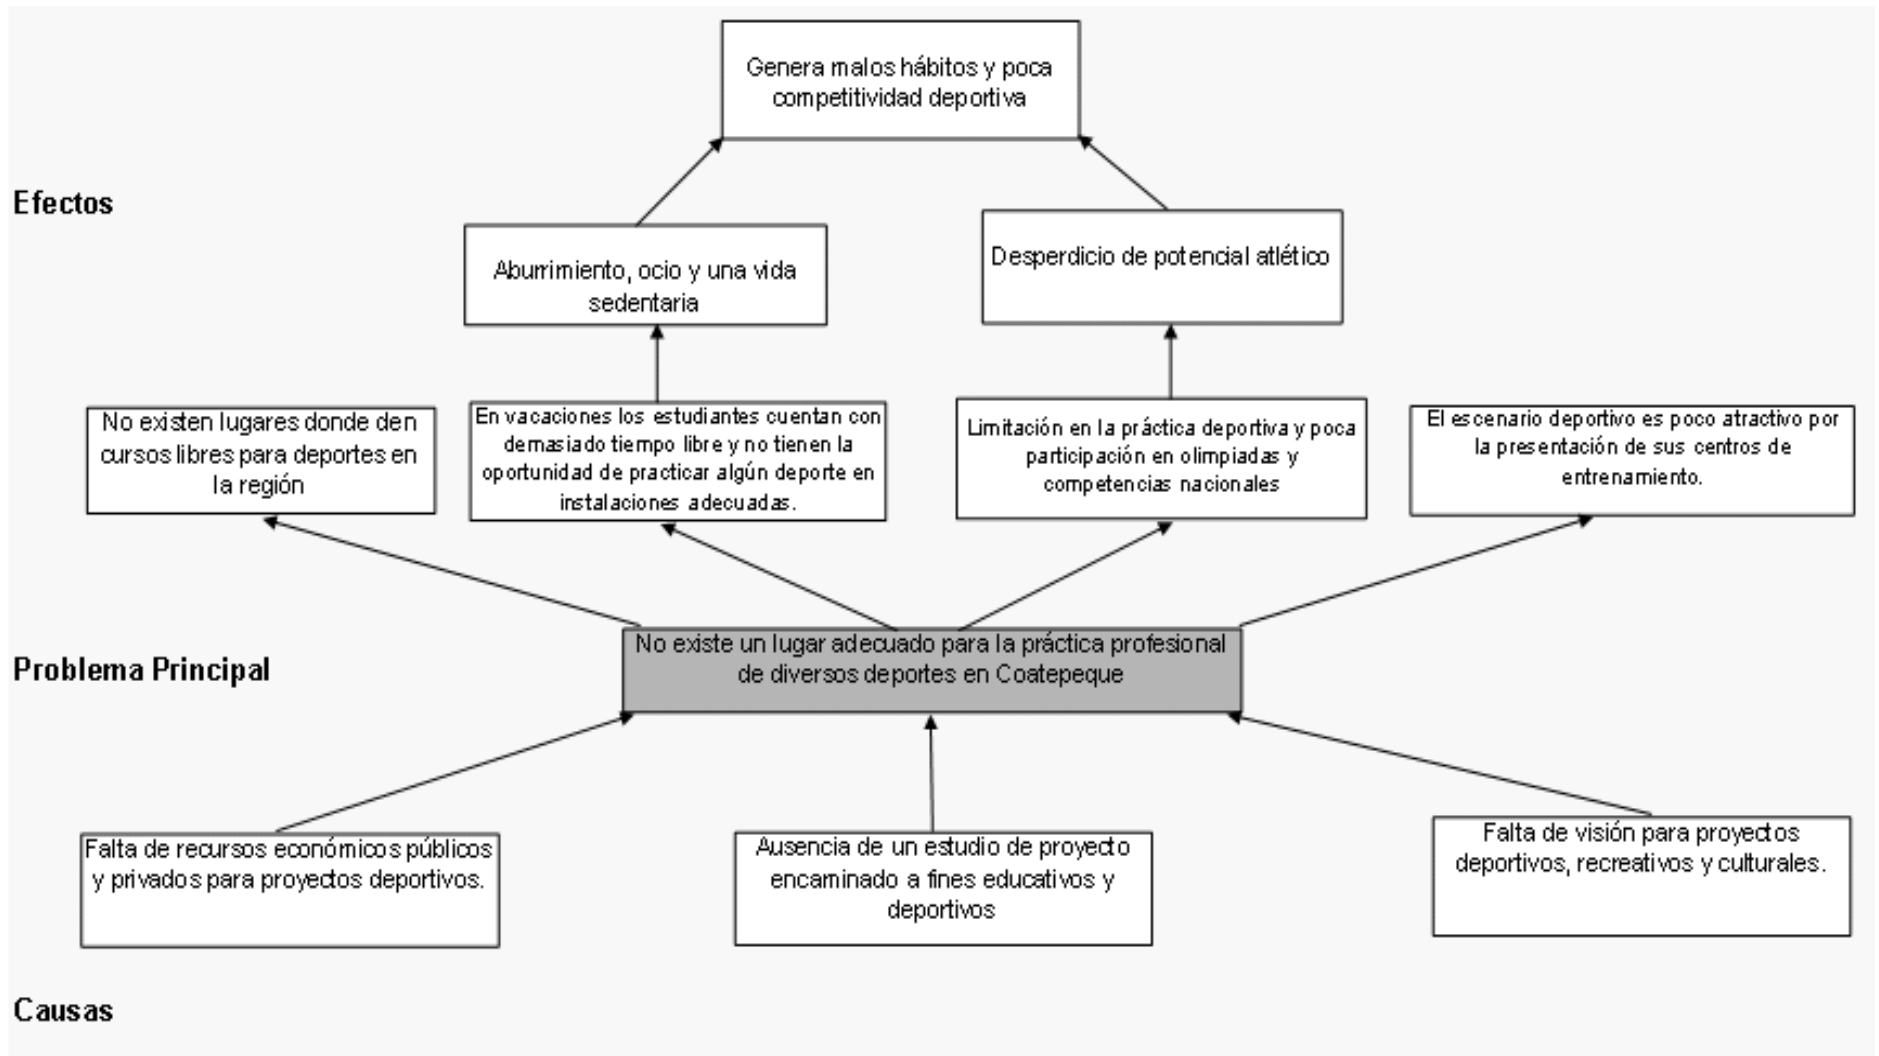 Genera malos hábitos y poca
competitividad deportiva
Efectos
Aburrimiento, ocio y una vida
sedentaria
Desperdicio de potencial atlético
No existen lugares donde den
cursos libres para deportes en
la región
En vacaciones los estudiantes cuentan con
demasiado tiempo libre y no tienen la
oportunidad de practicar algún deporte en
instalaciones adecuadas.
Limitación en la práctica deportiva y poca
participación en olimpiadas y
competencias nacionales
El escenario deportivo es poco atractivo por
la presentación de sus centros de
entrenamiento.
Problema Principal
No existe un lugar adecuado para la práctica profesional
de diversos deportes en Coatepeque
Falta de recursos económicos públicos
y privados para proyectos deportivos.
Ausencia de un estudio de proyecto
encaminado a fines educativos y
deportivos
Falta de visión para proyectos
deportivos, recreativos y culturales.
Causas